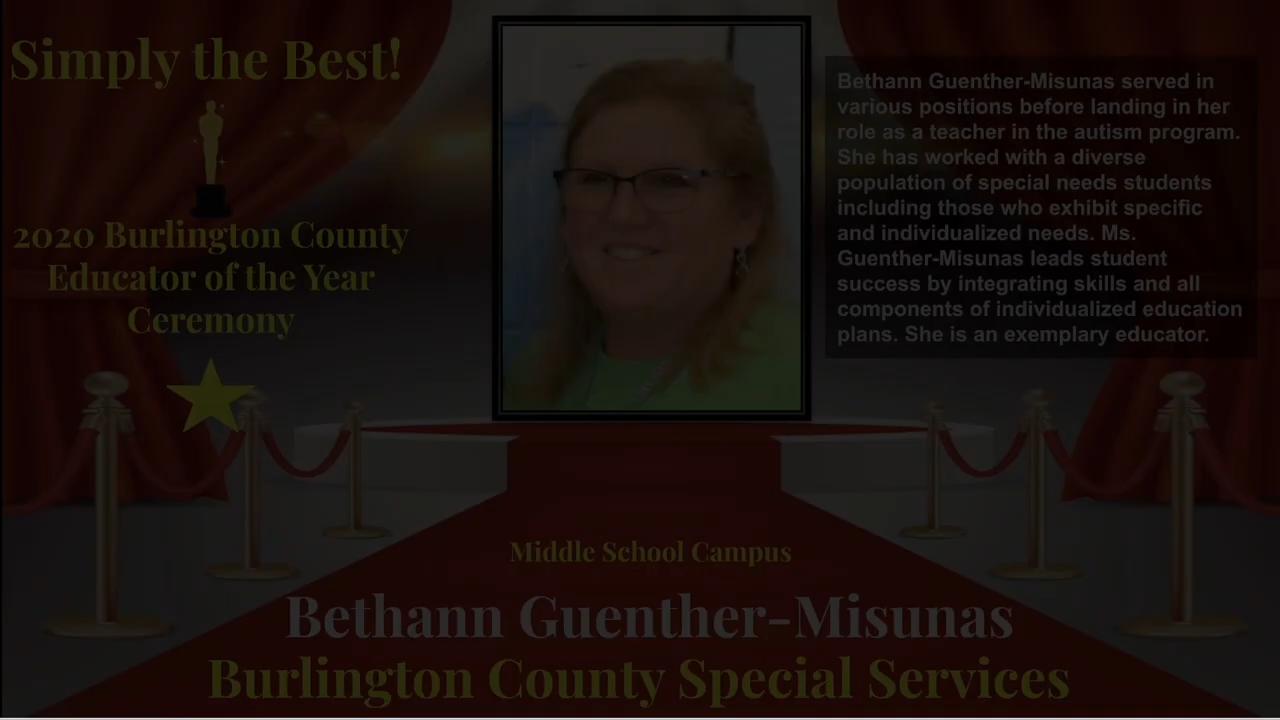 Simply the Best!
2020 Burlington County
Educator of the Year
Ceremony
Bethann Guenther-Misunas served in
various positions before landing in her
role as a teacher in the autism program.
She has worked with a diverse
population of special needs students
including those who exhibit specific
and individualized needs. Ms.
Guenther-Misunas leads student
success by integrating skills and all
components of individualized education
plans. She is an exemplary educator.
Middle School Campus
Bethann Guenther-Misunas
Burlington County Special Services